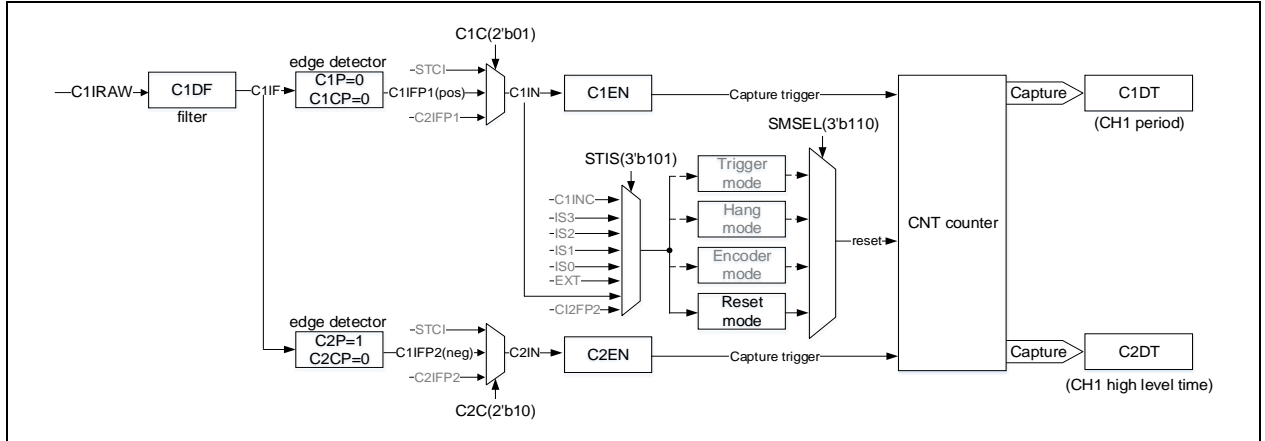 C1C(2'b01)
edge detector
C1IRAW
C1DF
filter
C1IF
C1P=0
C1CP=0
STCI
C1IFP1(pos)
C2IFP1
C1IN
C1EN
Capture trigger
Capture
C1DT
(CH1 period)
SMSEL(3'b110)
STIS(3'b101)
C1INC
IS3
IS2
IS1
IS0
EXT
CI2FP2
Trigger
mode
Hang
mode
Encoder
mode
Reset
mode
reset
CNT counter
edge detector
C2P=1
C2CP=0
STCI
C1IFP2(neg)
C2IFP2
C2IN
C2EN
Capture trigger
Capture
C2DT
(CH1 high level time)
C2C(2'b10)